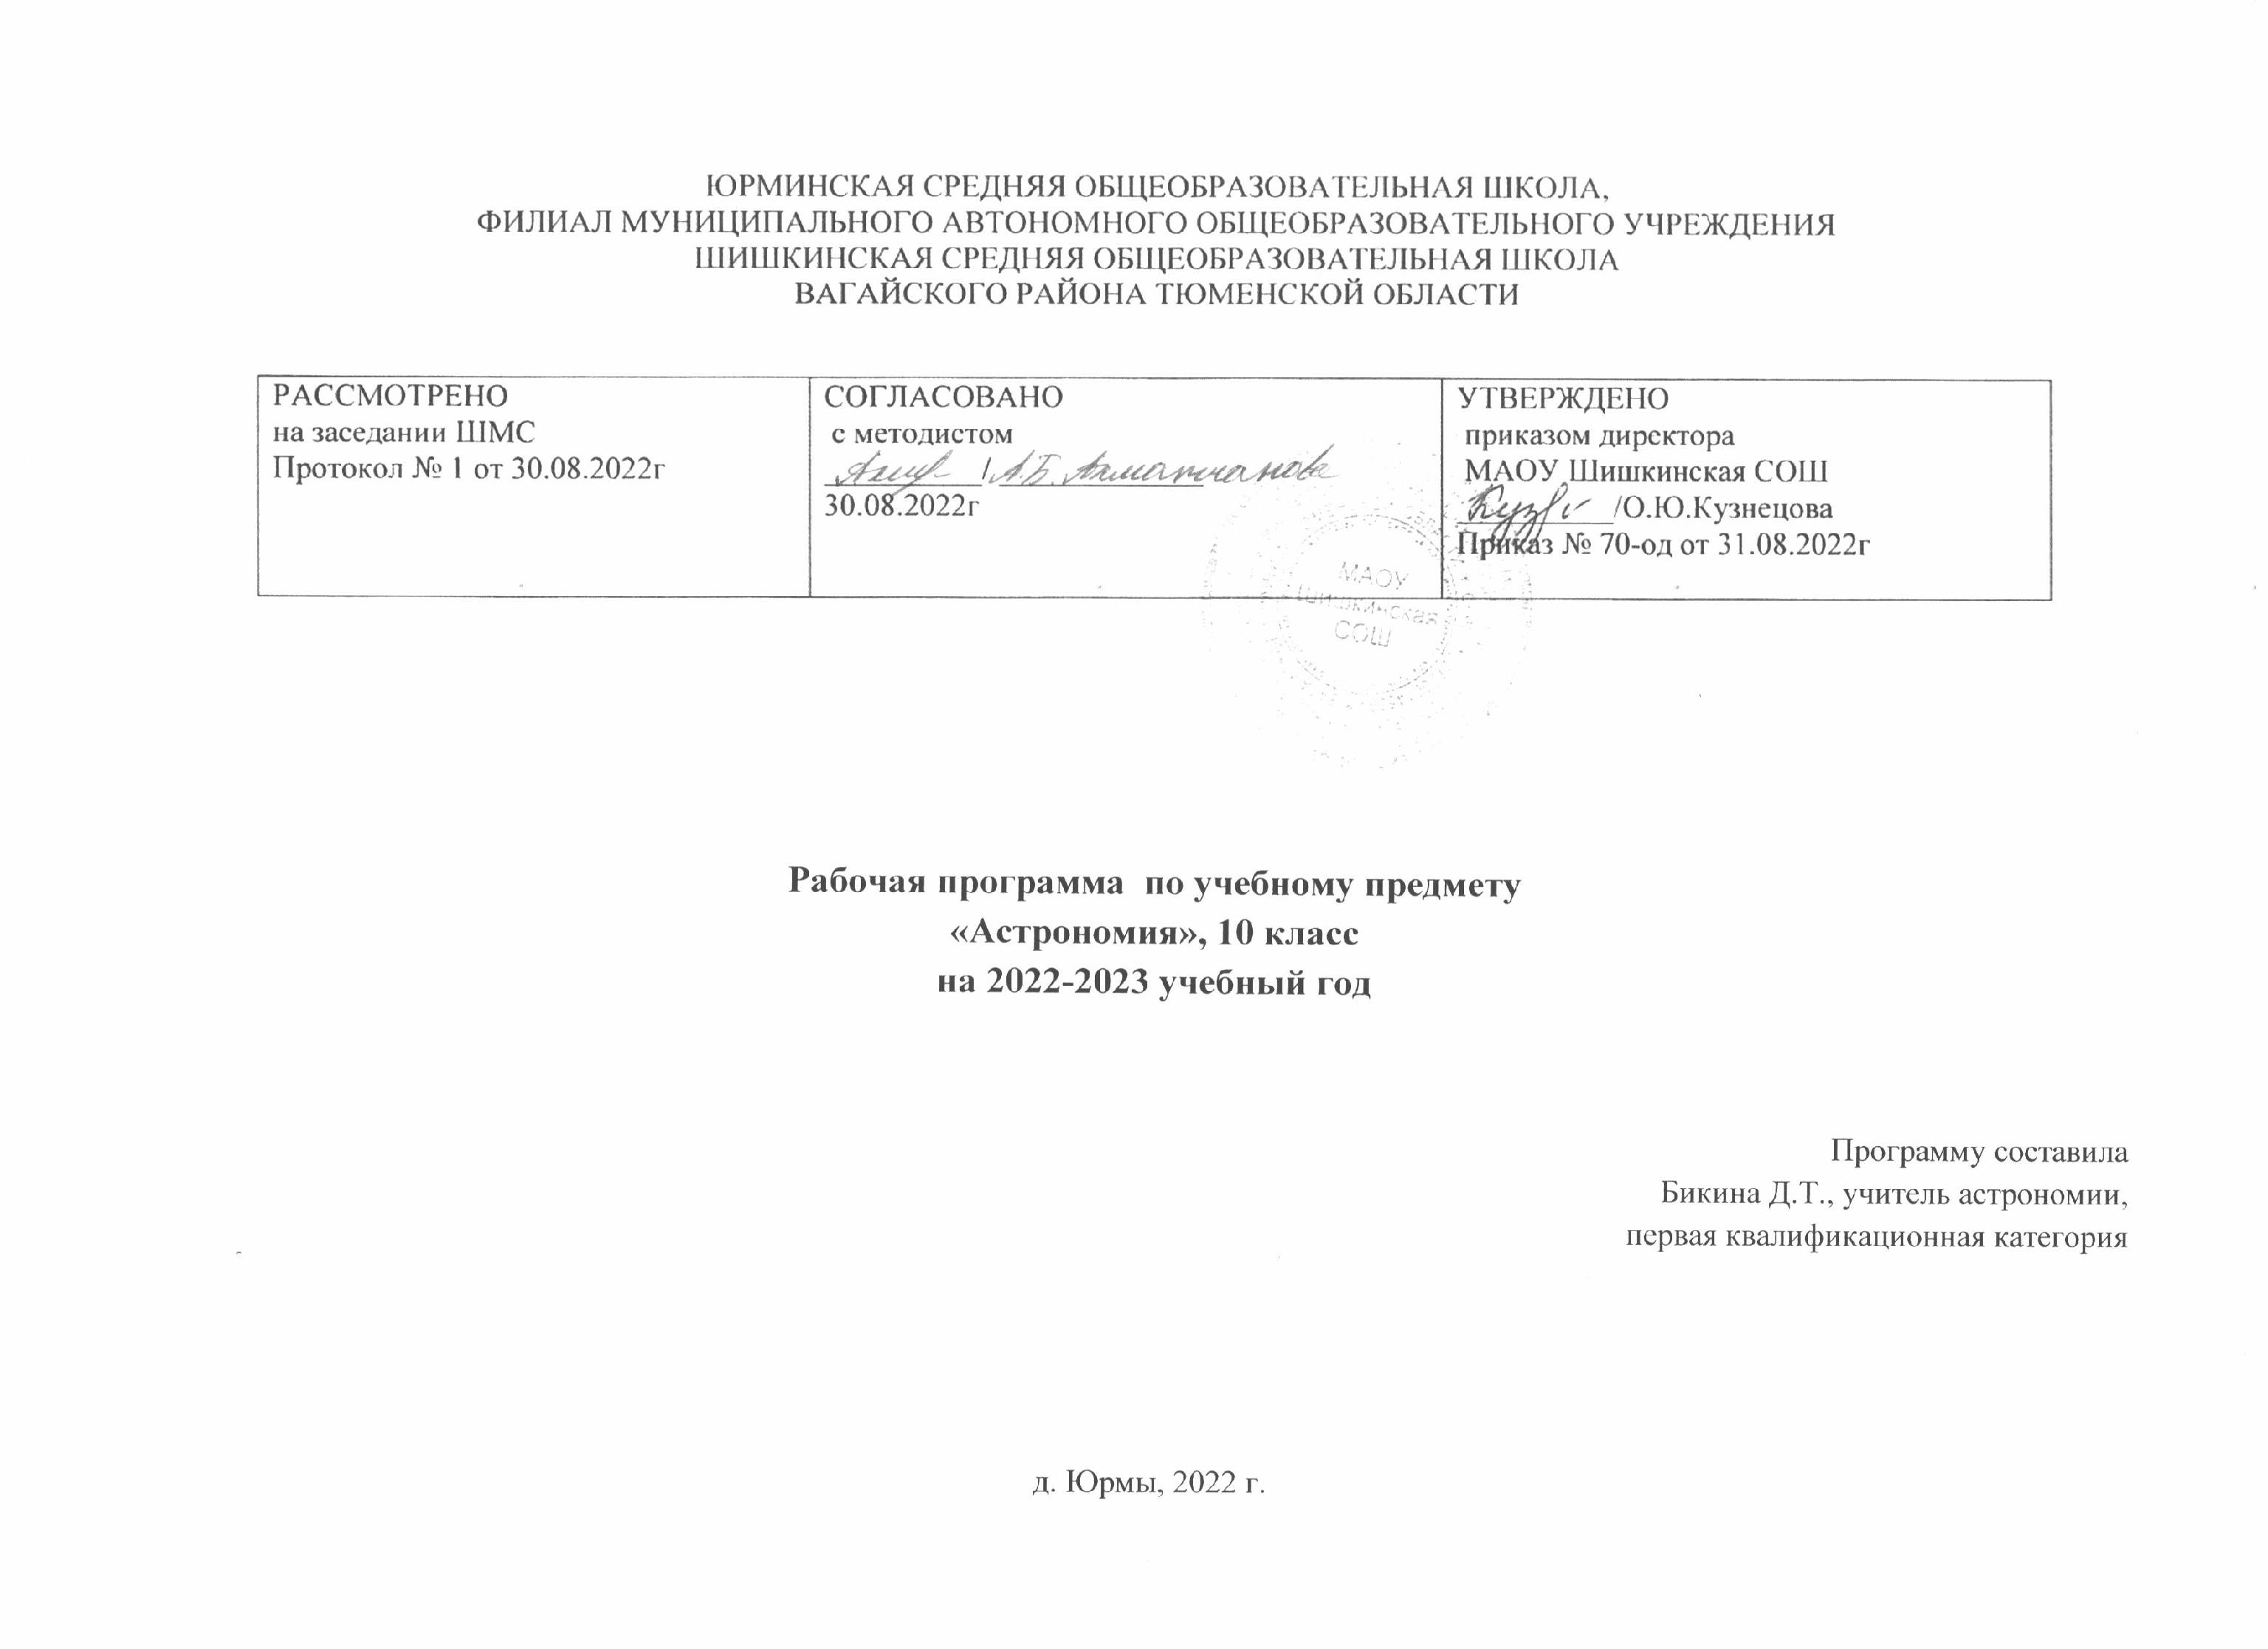 ЮРМИНСКАЯ СРЕДНЯЯ ОБЩЕОБРАЗОВАТЕЛЬНАЯ ШКОЛА,
ФИЛИАЛ МУНИЦИПАЛЬНОГО АВТОНОМНОГО ОБЩЕОБРАЗОВАТЕЛЬНОГО УЧРЕЖДЕНИЯ
ШИШКИНСКАЯ СРЕДНЯЯ ОБЩЕОБРАЗОВАТЕЛЬНАЯ ШКОЛА
ВАГАЙСКОГО РАЙОНА ТЮМЕНСКОЙ ОБЛАСТИ
РАССМОТРЕНО
на заседании ШМС
Протокол № 1 от 30.08.2022г
СОГЛАСОВАНО
с методистом
/ А.Б.
30.08.2022г
УТВЕРЖДЕНО
приказом директора
МАОУ Шишкинская СОШ
/О.Ю.Кузнецова
Приказ № 70-од от 31.08.2022г
МАОУ
Шишкинская
СОШ
Рабочая программа по учебному предмету
«Астрономия», 10 класс
на 2022-2023 учебный год
Программу составила
Бикина Д.Т., учитель астрономии,
первая квалификационная категория
д. Юрмы, 2022 г.